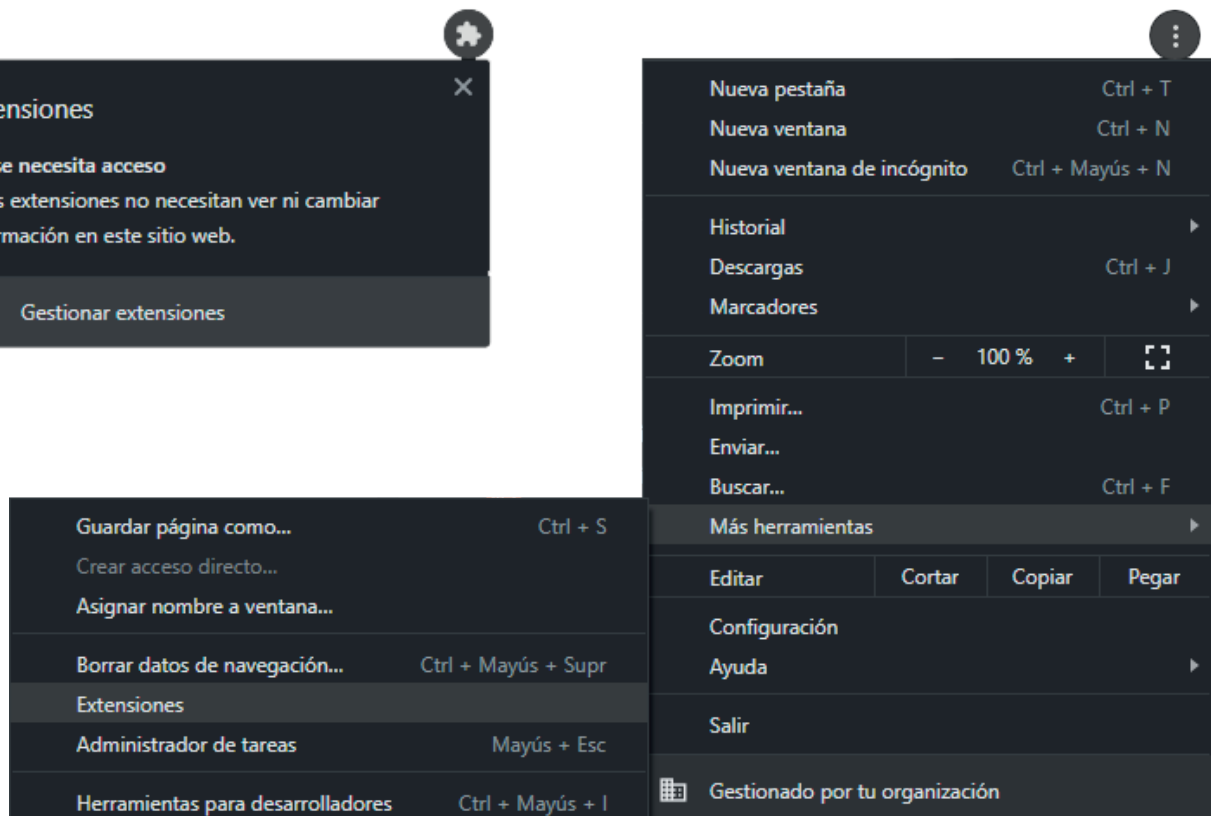 ensiones
se necesita acceso
s extensiones no necesitan ver ni cambiar
rmación en este sitio web.
Gestionar extensiones
Nueva pestaña Ctrl + T
Nueva ventana Ctrl + N
Nueva ventana de incógnito Ctrl + Mayús + N
Historial
Descargas Ctrl + J
Marcadores
Zoom − 100 % +
Imprimir... Ctrl + P
Enviar...
Buscar... Ctrl + F
Más herramientas
Editar Cortar Copiar Pegar
Configuración
Ayuda
Salir
Gestionado por tu organización
Guardar página como... Ctrl + S
Crear acceso directo...
Asignar nombre a ventana...
Borrar datos de navegación... Ctrl + Mayús + Supr
Extensiones
Administrador de tareas Mayús + Esc
Herramientas para desarrolladores Ctrl + Mayús + I